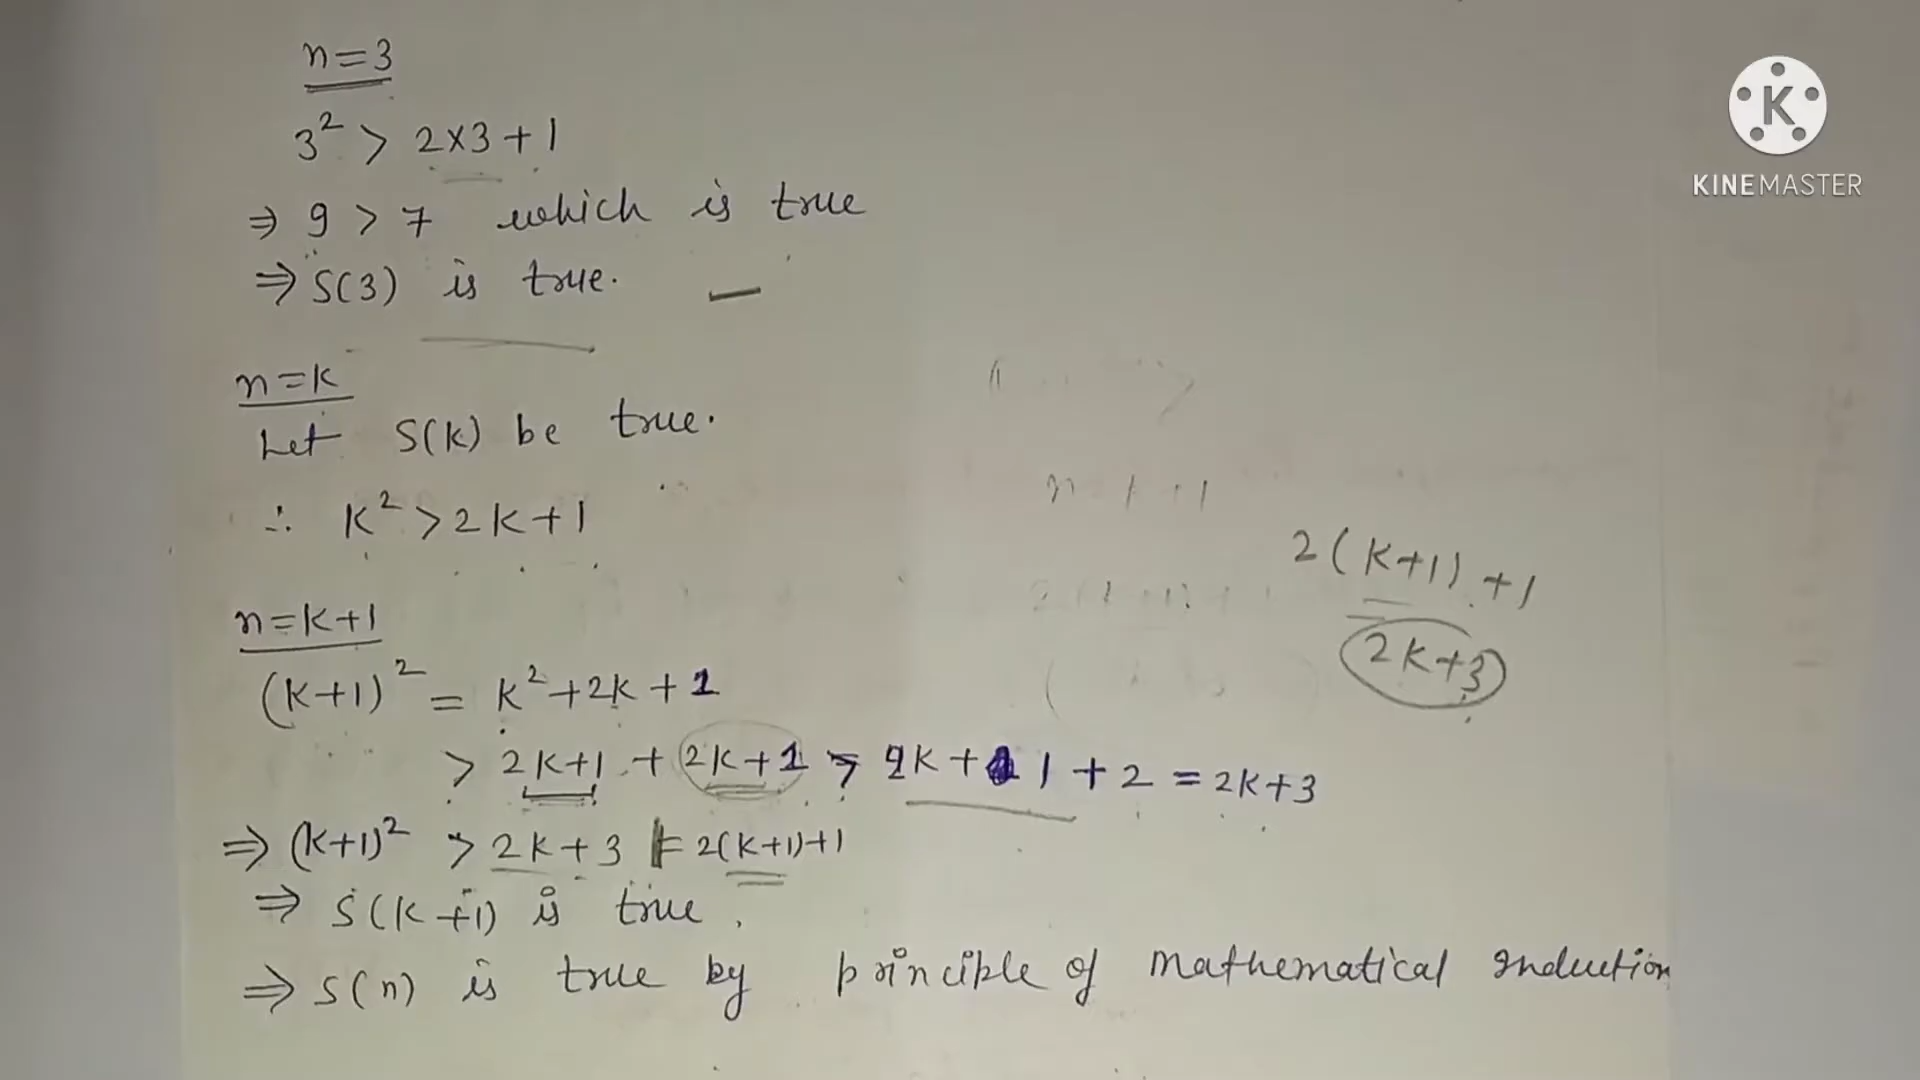 n=3
3² > 2×3+1
⇒ 9 > 7 which is true
⇒ S(3) is true.
n=k
Let S(k) be true.
∴ k² > 2k+1
n=k+1
(k+1)² = k²+2k+1
> 2k+1 + 2k+1 > 2k+1+2 = 2k+3
⇒ (k+1)² > 2k+3 = 2(k+1)+1
⇒ S(k+1) is true.
⇒ S(n) is true by principle of mathematical induction
2(k+1)+1
2k+3
K
KINEMASTER